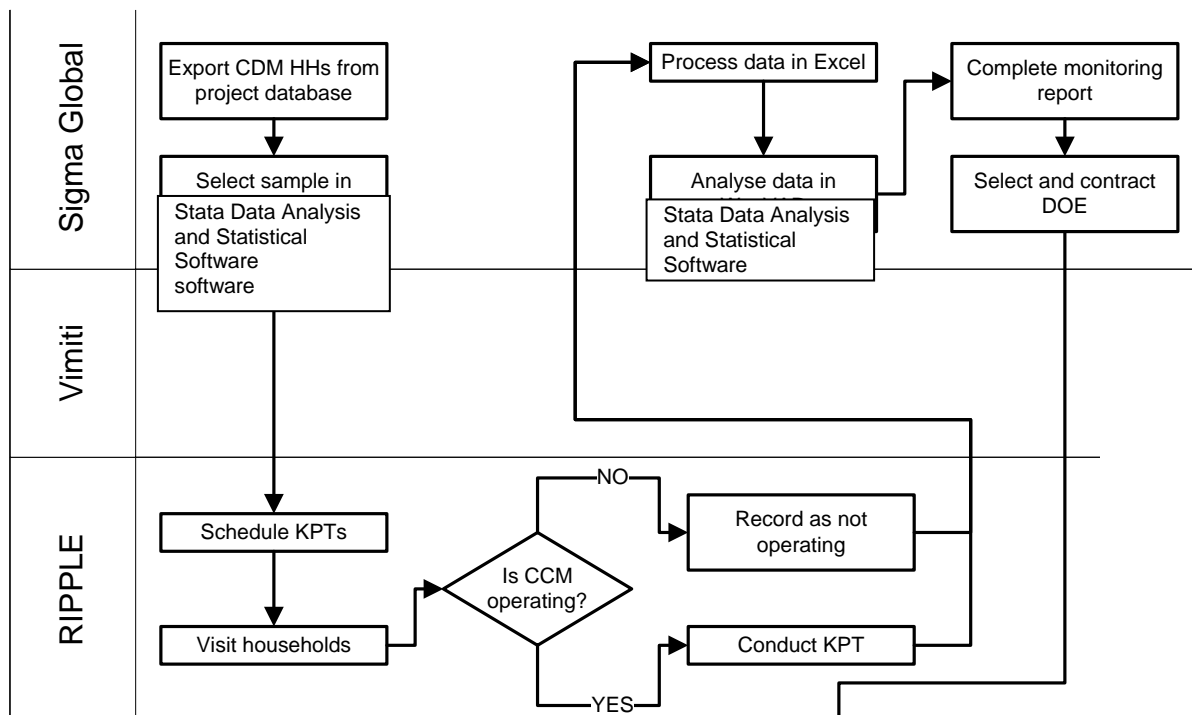 Sigma Global
Export CDM HHs from
project database
Select sample in
Stata Data Analysis
and Statistical
Software
software
Process data in Excel
Analyse data in
Stata Data Analysis
and Statistical
Software
Complete monitoring
report
Select and contract
DOE
Vimiti
RIPPLE
Schedule KPTs
Visit households
Is CCM
operating?
NO
Record as not
operating
YES
Conduct KPT